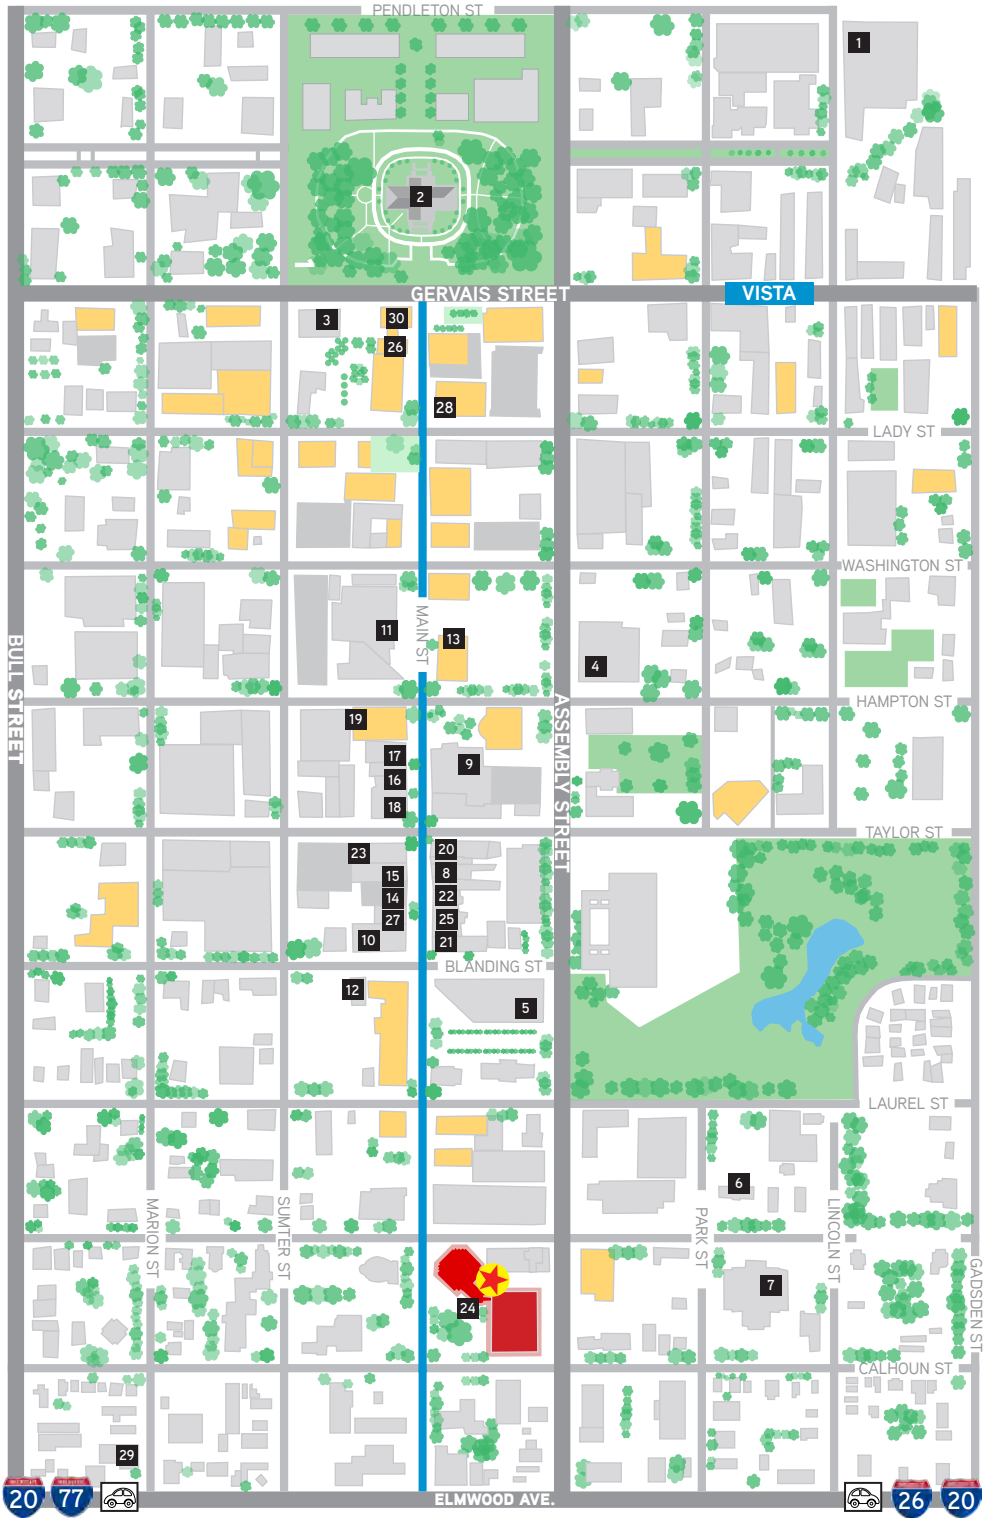 PENDLETON ST
1
2
GERVAIS STREET
VISTA
3
30
26
28
LADY ST
WASHINGTON ST
MAIN ST
11
13
4
BULL STREET
HAMPTON ST
ASSEMBLY STREET
19
17
9
16
18
TAYLOR ST
23
20
15
8
14
22
27
25
10
21
BLANDING ST
12
5
LAUREL ST
6
MARION ST
SUMTER ST
PARK ST
LINCOLN ST
GADSDEN ST
7
24
CALHOUN ST
29
20
77
ELMWOOD AVE.
26
20